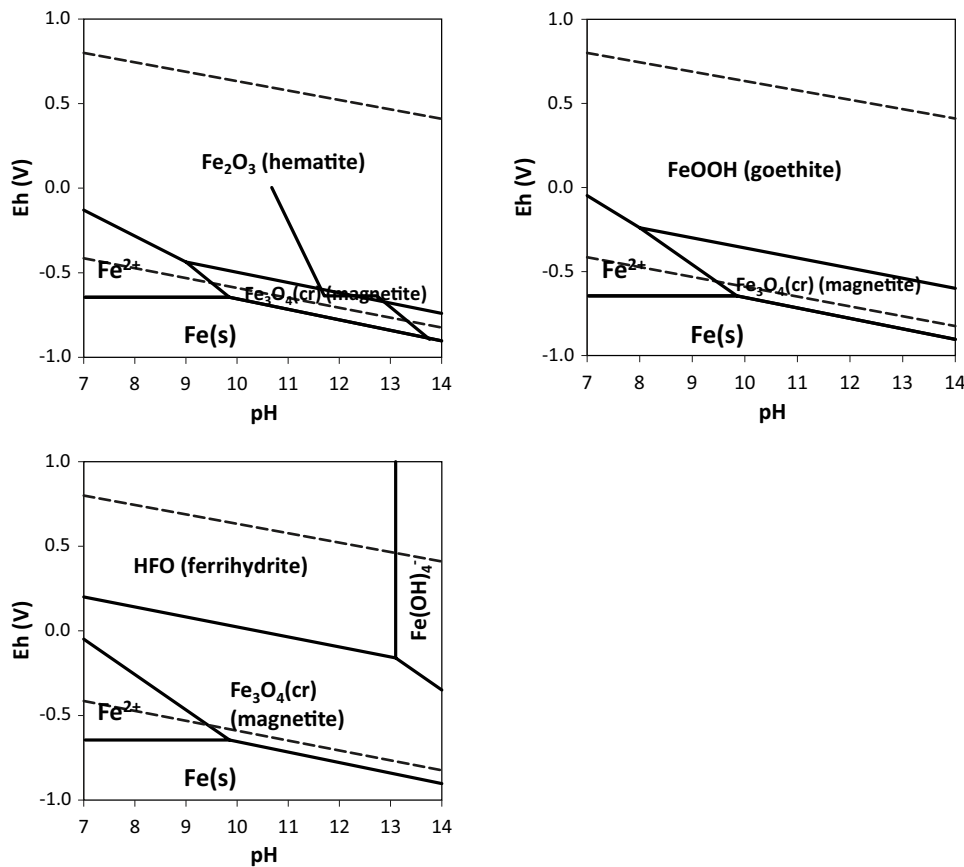 1.0
0.5
0.0
-0.5
-1.0
Eh (V)
Fe₂O₃ (hematite)
Fe²⁺
Fe₃O₄(cr) (magnetite)
Fe(s)
7 8 9 10 11 12 13 14
pH
1.0
0.5
0.0
-0.5
-1.0
Eh (V)
FeOOH (goethite)
Fe²⁺
Fe₃O₄(cr) (magnetite)
Fe(s)
7 8 9 10 11 12 13 14
pH
1.0
0.5
0.0
-0.5
-1.0
Eh (V)
HFO (ferrihydrite)
Fe(OH)₄⁻
Fe₃O₄(cr)
(magnetite)
Fe²⁺
Fe(s)
7 8 9 10 11 12 13 14
pH